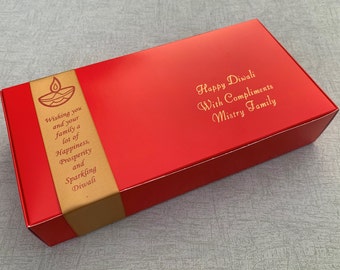 Wishing you
and your
family a
lot of
Happiness,
Prosperity
and
Sparkling
Diwali
Happy Diwali
With Compliments
Mistry Family